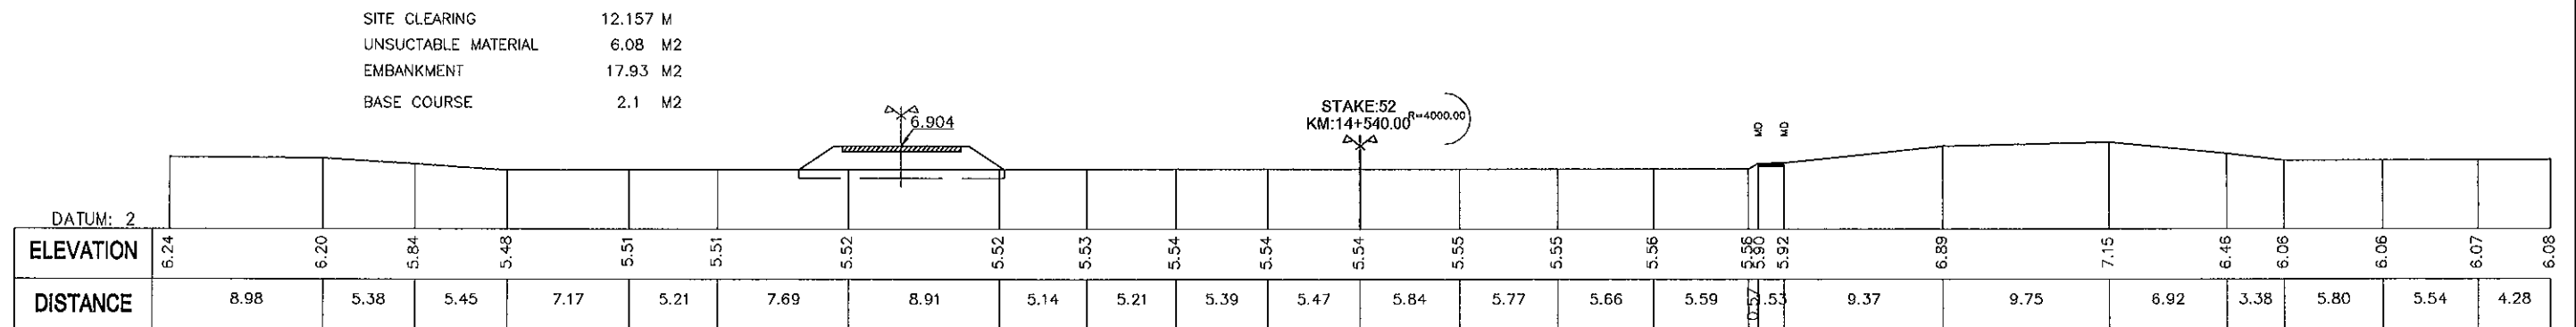 SITE CLEARING 12.157 M
UNSUCTABLE MATERIAL 6.08 M2
EMBANKMENT 17.93 M2
BASE COURSE 2.1 M2
6.904
STAKE:52
KM:14+540.00
R=4000.00
MD MD
DATUM: 2
ELEVATION 6.24 6.20 5.84 5.48 5.51 5.51 5.52 5.52 5.53 5.54 5.54 5.54 5.55 5.55 5.56 5.56 5.90 5.92 6.89 7.15 6.46 6.06 6.06 6.07 6.08
DISTANCE 8.98 5.38 5.45 7.17 5.21 7.69 8.91 5.14 5.21 5.39 5.47 5.84 5.77 5.66 5.59 0.57 1.53 9.37 9.75 6.92 3.38 5.80 5.54 4.28